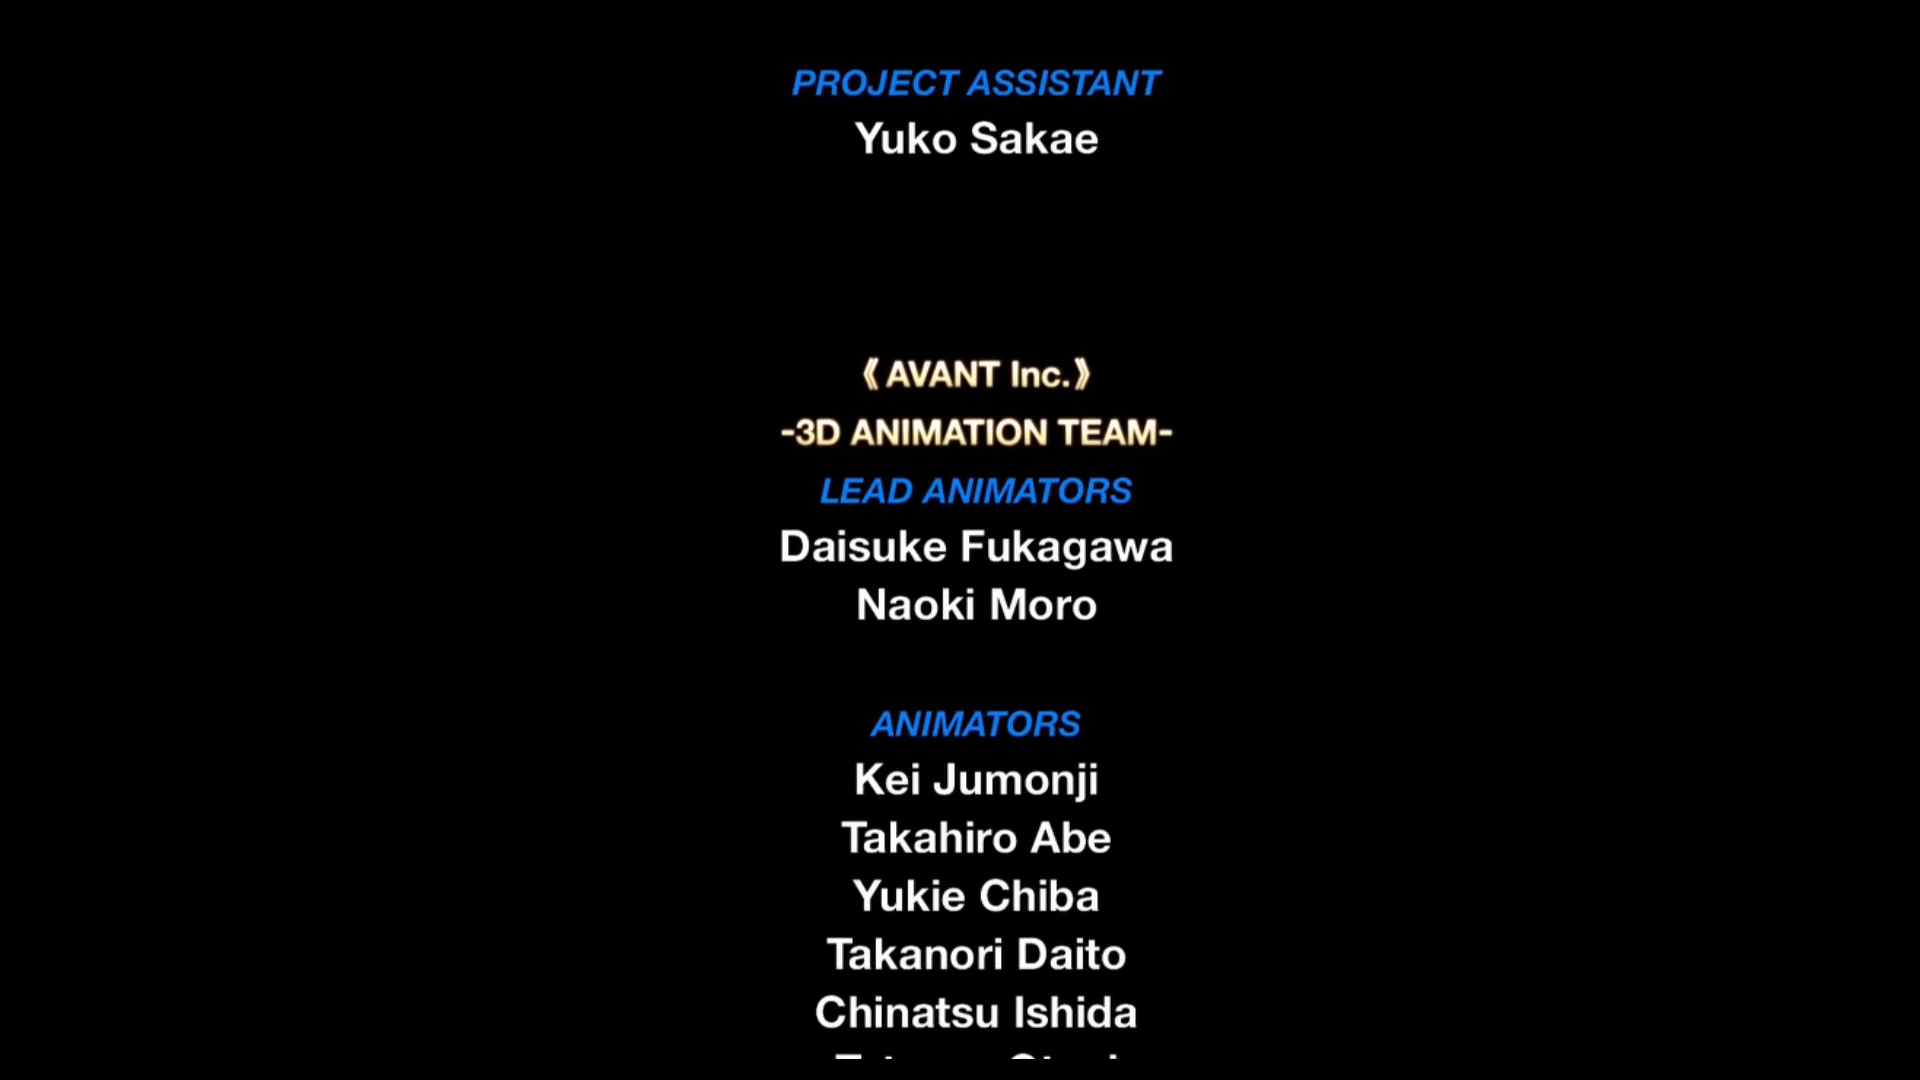 PROJECT ASSISTANT
Yuko Sakae
《AVANT Inc.》
-3D ANIMATION TEAM-
LEAD ANIMATORS
Daisuke Fukagawa
Naoki Moro
ANIMATORS
Kei Jumonji
Takahiro Abe
Yukie Chiba
Takanori Daito
Chinatsu Ishida